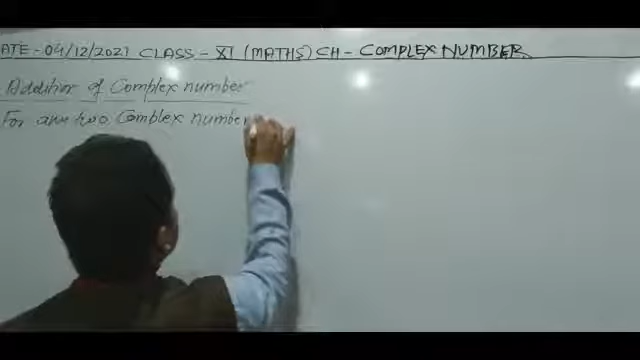 ATE - 04/12/2021 CLASS - XI (MATHS) CH - COMPLEX NUMBER
Addition of Complex number
For any two Complex number